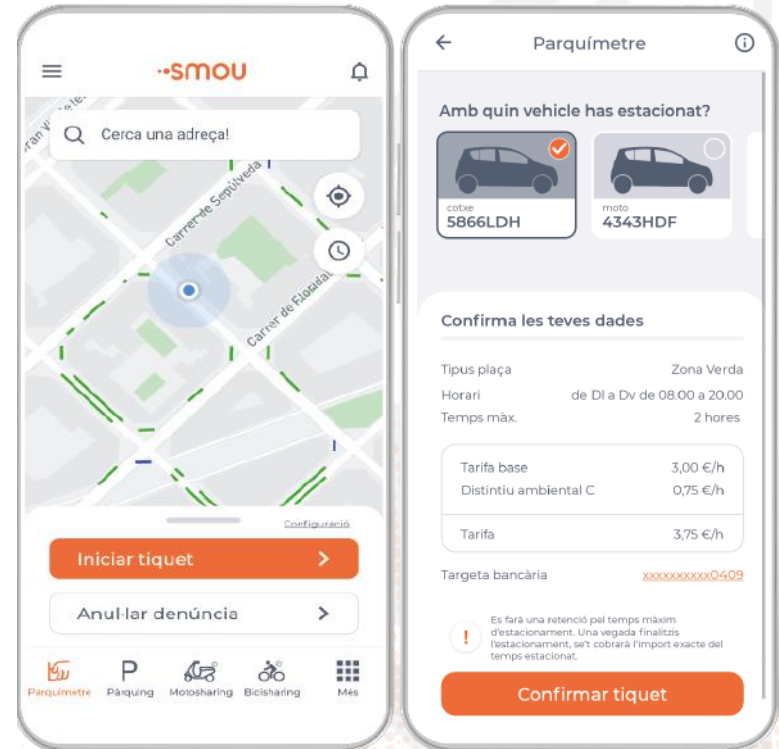 smou
Cerca una adreça!
Carrer de Sepúlveda
Carrer de Florida
Configuració
Iniciar tiquet
Anul·lar denúncia
Parquímetre
Pàrquing
Motosharing
Bicisharing
Més
Parquímetre
Amb quin vehicle has estacionat?
cotxe
5866LDH
moto
4343HDF
Confirma les teves dades
Tipus plaça Zona Verda
Horari de Dl a Dv de 08.00 a 20.00
Temps màx. 2 hores
Tarifa base 3,00 €/h
Distintiu ambiental C 0,75 €/h
Tarifa 3,75 €/h
Targeta bancària xxxxxxxxxx0409
Es farà una retenció pel temps màxim
d'estacionament. Una vegada finalitzis
l'estacionament, se't cobrarà l'import exacte del
temps estacionat.
Confirmar tiquet